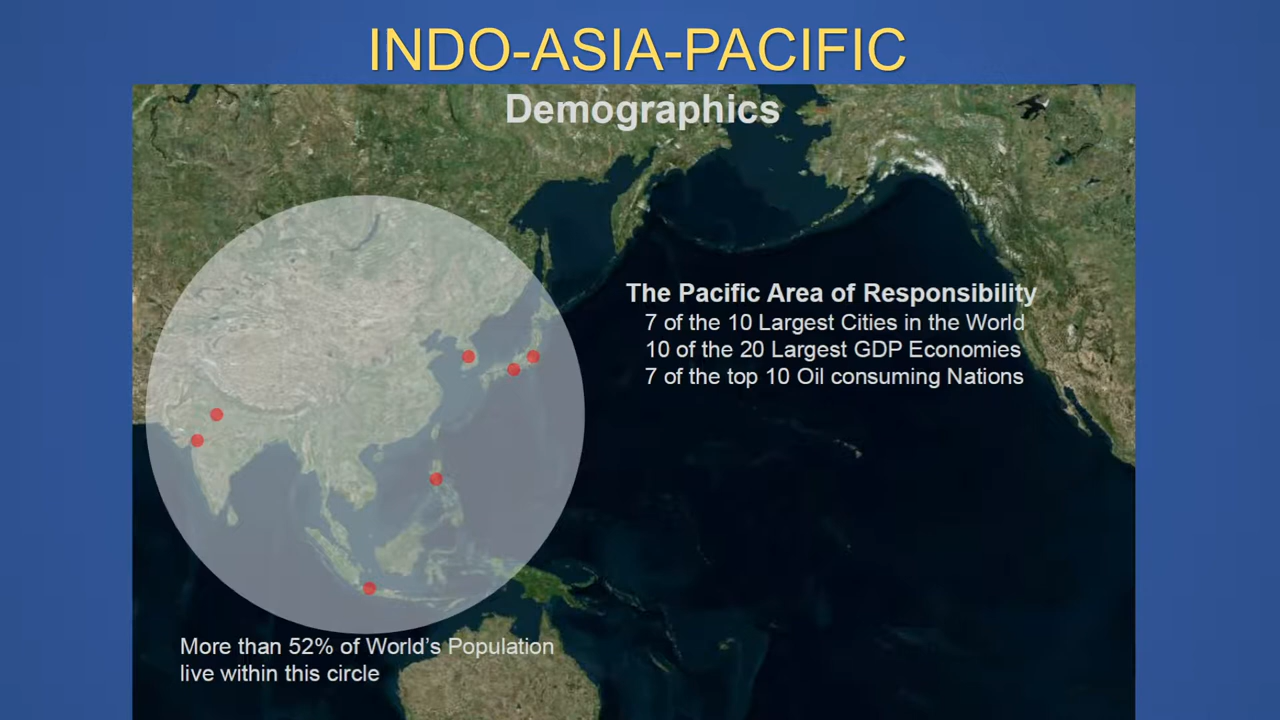 INDO-ASIA-PACIFIC
Demographics
The Pacific Area of Responsibility
7 of the 10 Largest Cities in the World
10 of the 20 Largest GDP Economies
7 of the top 10 Oil consuming Nations
More than 52% of World’s Population
live within this circle